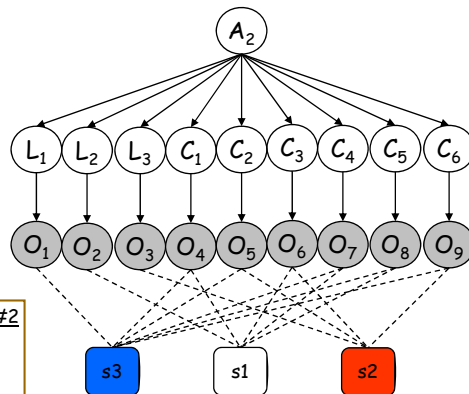 A2
L1 L2 L3 C1 C2 C3 C4 C5 C6
O1 O2 O3 O4 O5 O6 O7 O8 O9
#2
s3 s1 s2